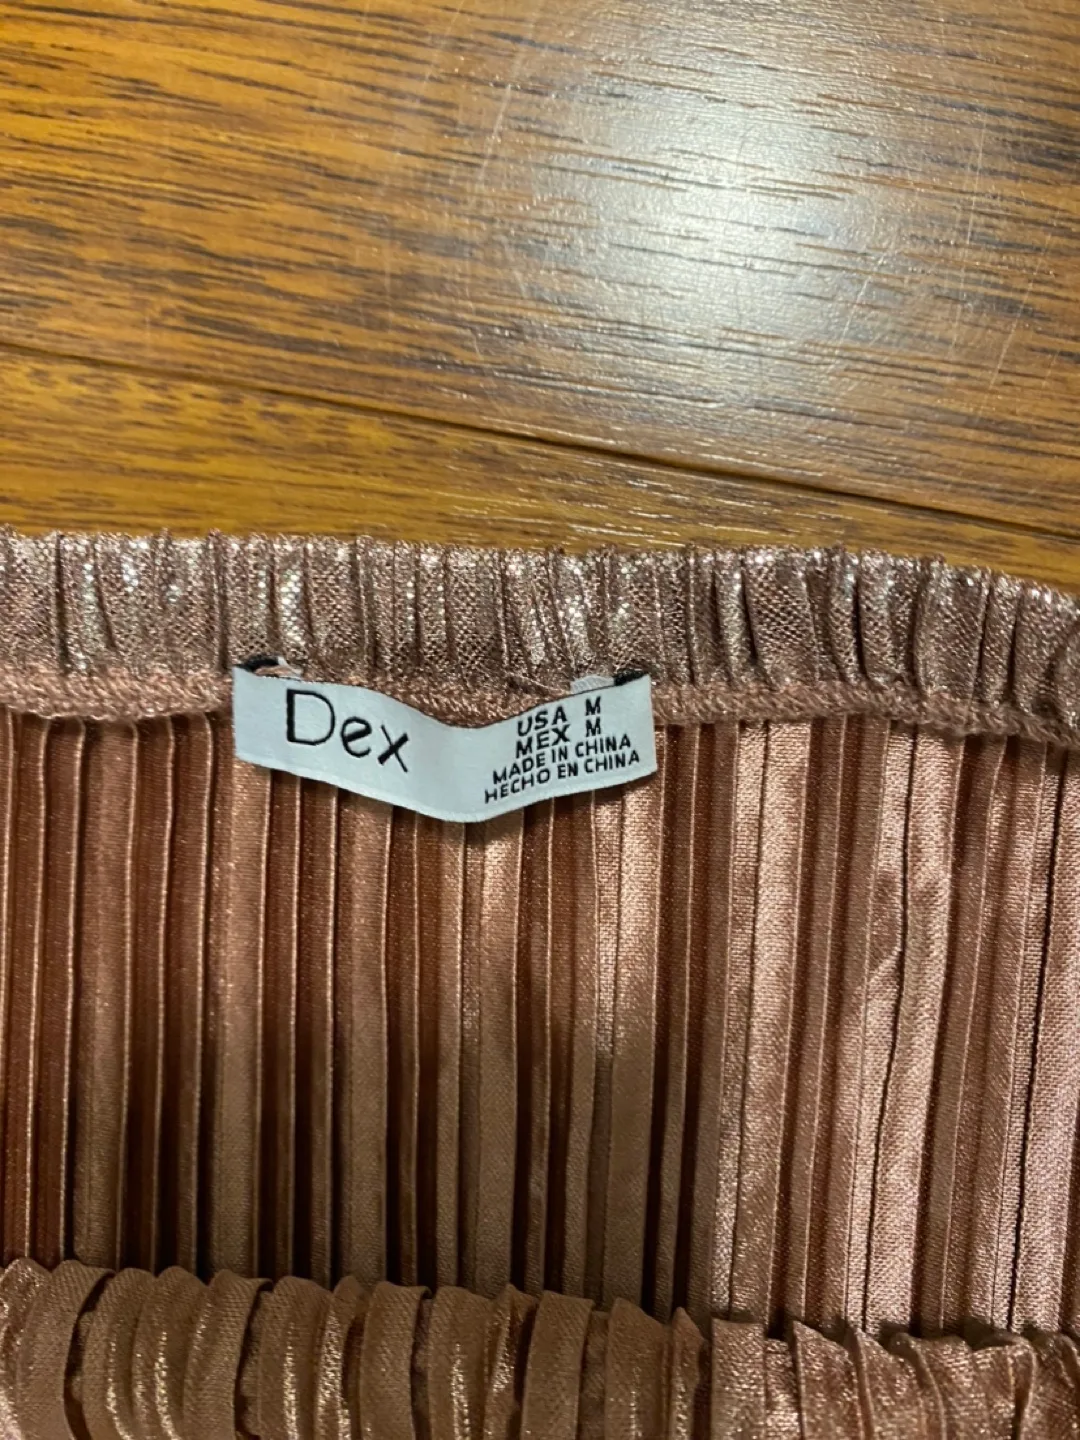 Dex
USA M
MEX M
MADE IN CHINA
HECHO EN CHINA